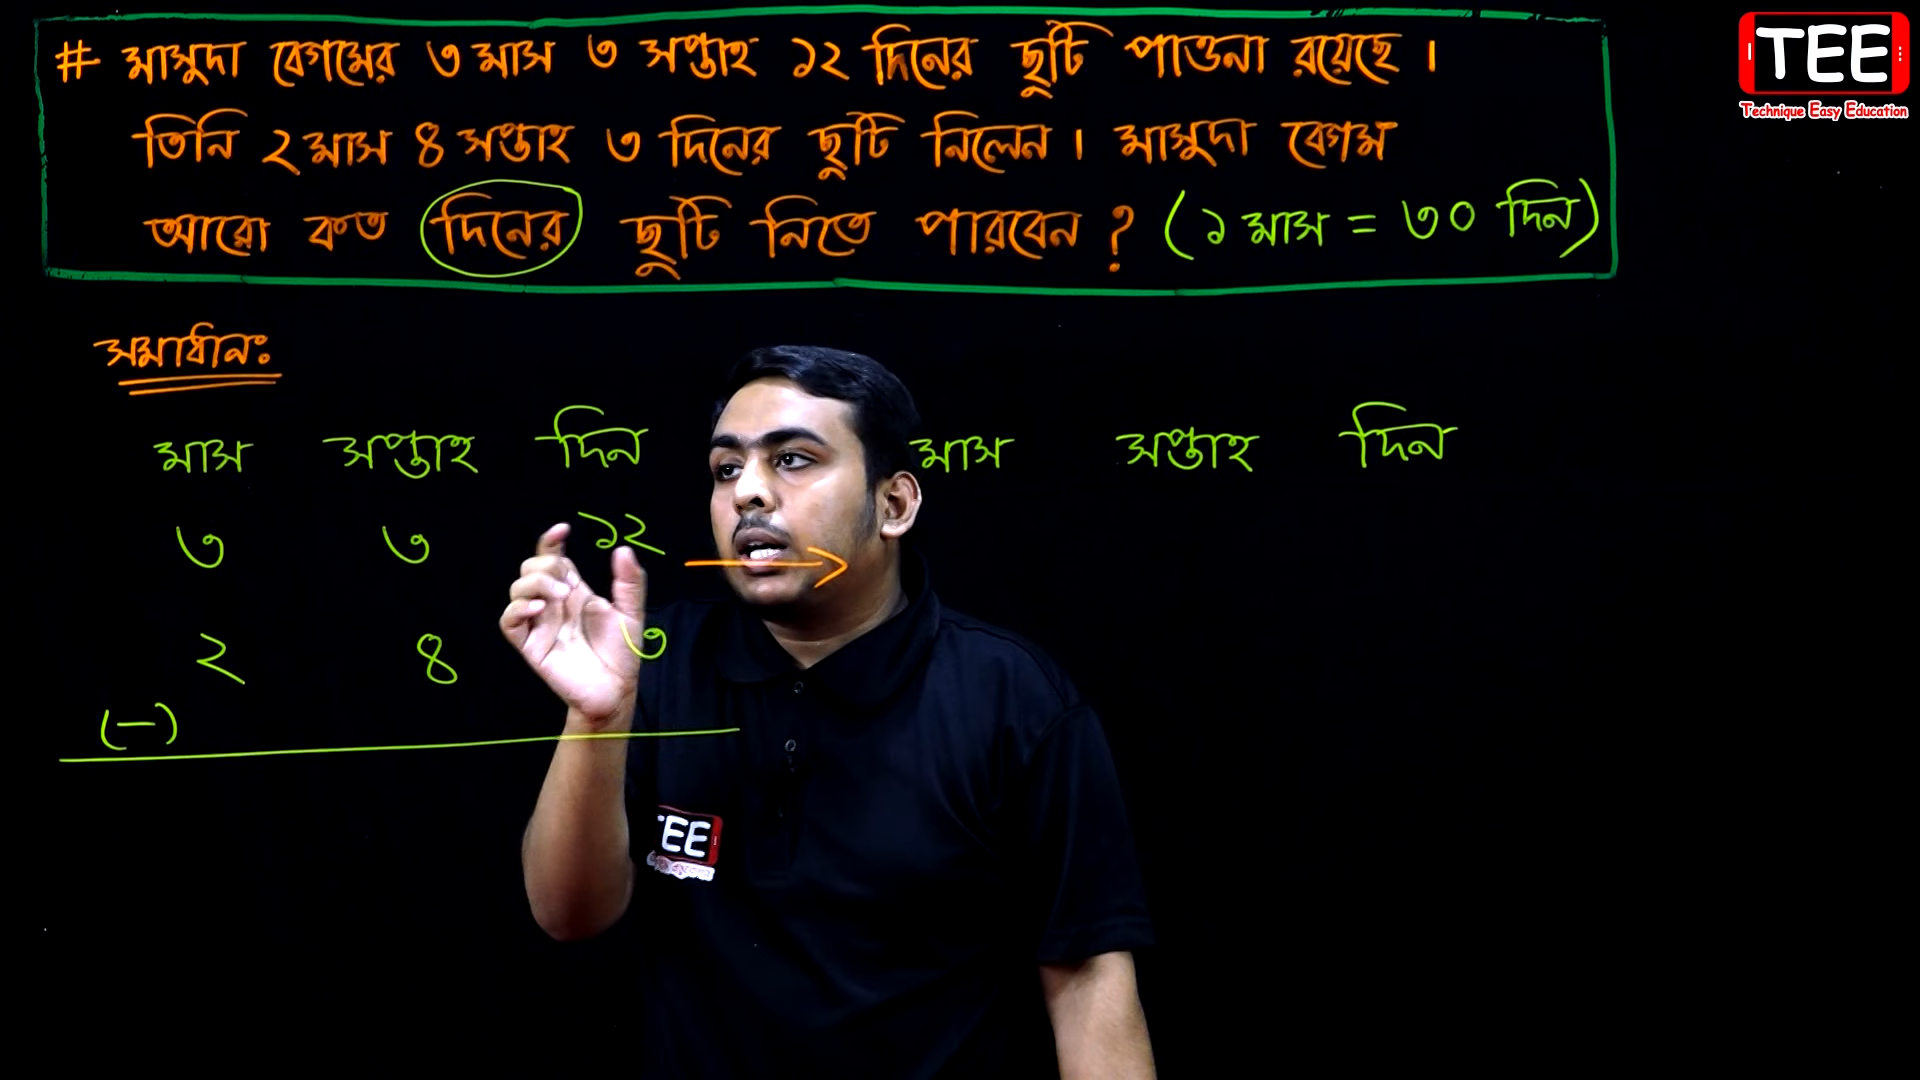 # মাসুদা বেগমের ৩ মাস ৩ সপ্তাহ ১২ দিনের ছুটি পাওনা রয়েছে।
তিনি ২ মাস ৪ সপ্তাহ ৩ দিনের ছুটি নিলেন। মাসুদা বেগম
আরো কত দিনের ছুটি নিতে পারবেন? (১ মাস = ৩০ দিন)
TEE
Technique Easy Education
সমাধানঃ
মাস সপ্তাহ দিন মাস সপ্তাহ দিন
৩ ৩ ১২
২ ৪ ৩
(-)
TEE